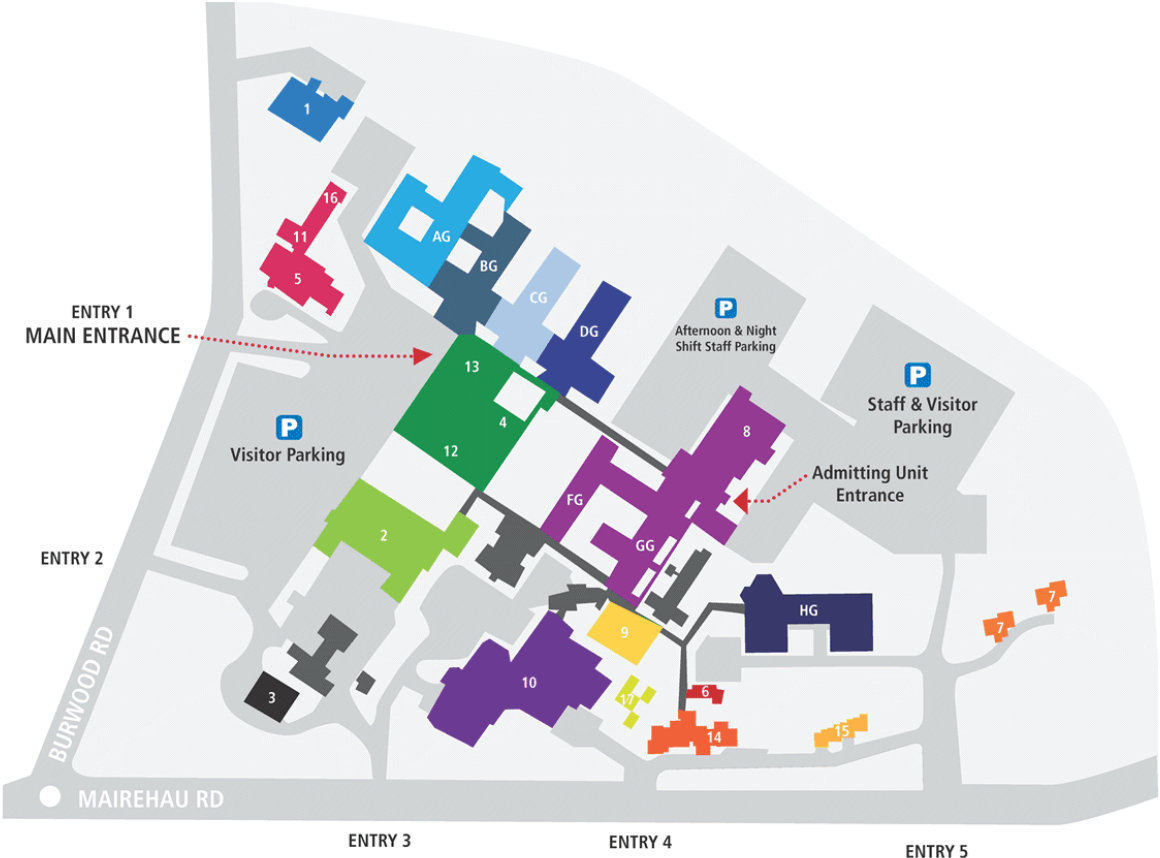 1
16
11
5
AG
BG
CG
DG
ENTRY 1
MAIN ENTRANCE
P
Afternoon & Night
Shift Staff Parking
P
Staff & Visitor
Parking
13
4
12
P
Visitor Parking
8
Admitting Unit
Entrance
FG
GG
2
ENTRY 2
HG
7
7
9
BURWOOD RD
3
10
17
6
14
15
MAIREHAU RD
ENTRY 3
ENTRY 4
ENTRY 5